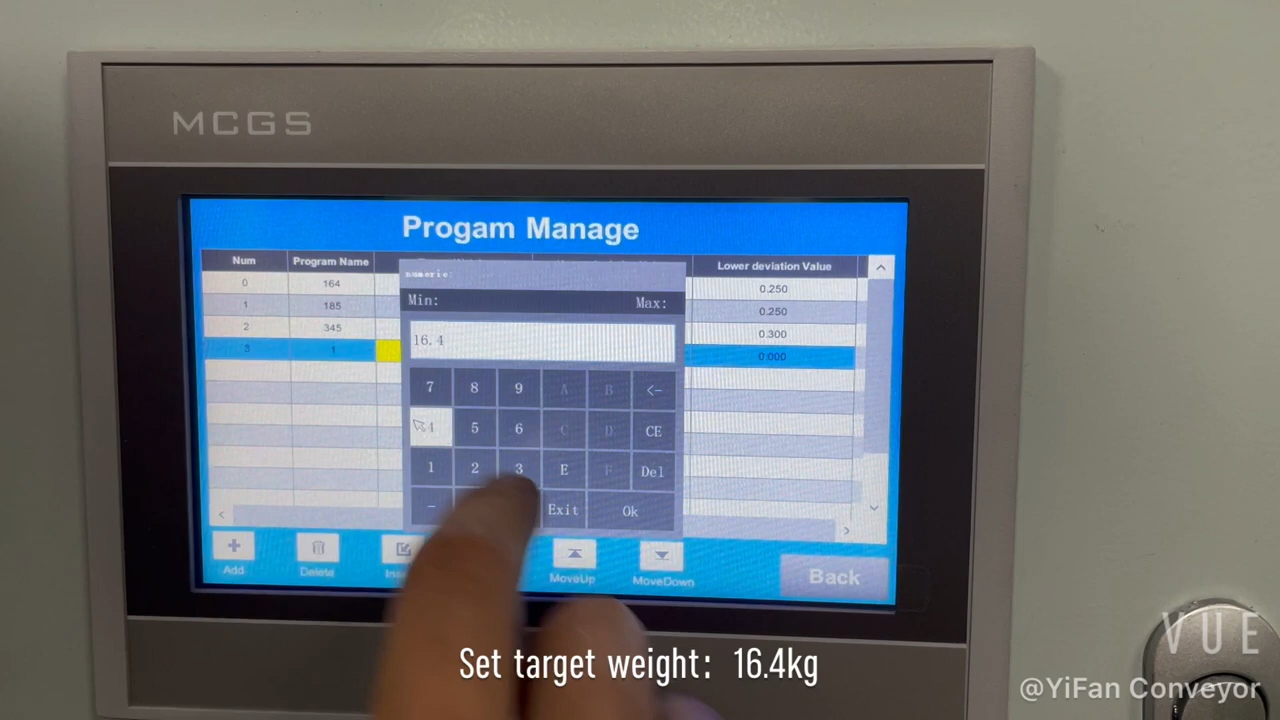 MCGS
Progam Manage
Num Program Name Lower deviation Value
0 164 0.250
1 185 0.250
2 345 0.300
3 1 0.000
numeric:
Min: Max:
16.4
7 8 9 A B <-
4 5 6 C D CE
1 2 3 E F Del
- Exit Ok
Add Delete MoveUp MoveDown Back
Set target weight: 16.4kg
VUE
@YiFan Conveyor